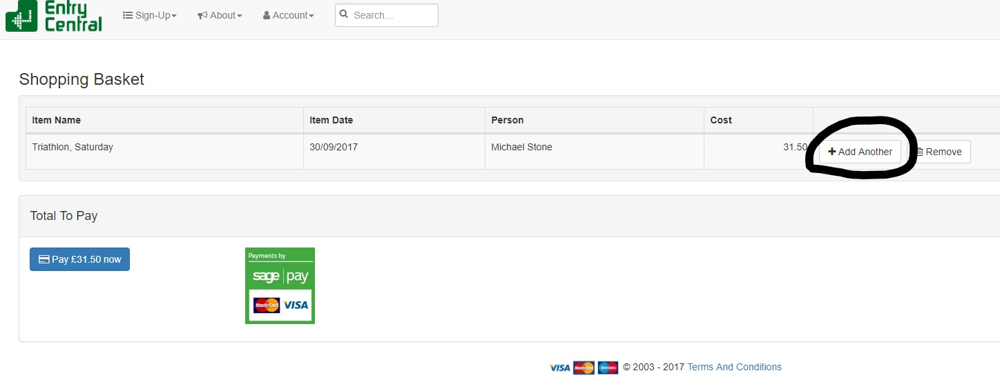 Entry Central
Sign-Up About Account Search...
Shopping Basket
Item Name Item Date Person Cost
Triathlon, Saturday 30/09/2017 Michael Stone 31.50 + Add Another Remove
Total To Pay
Pay £31.50 now
Payments by
sage pay
MasterCard VISA
VISA MasterCard Maestro © 2003 - 2017 Terms And Conditions